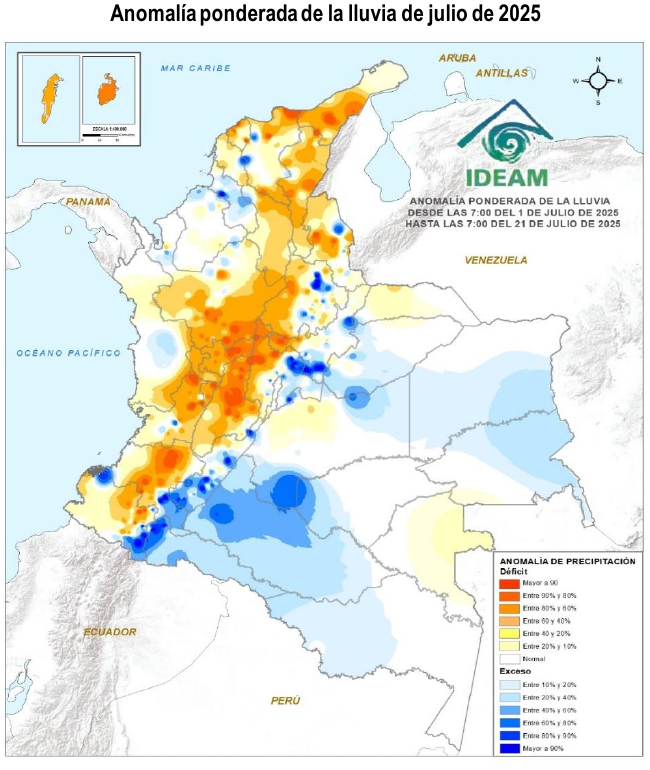 Anomalía ponderada de la lluvia de julio de 2025
MAR CARIBE
ARUBA
ANTILLAS
N
W
E
S
ESCALA 1:100.000
IDEAM
ANOMALÍA PONDERADA DE LA LLUVIA
DESDE LAS 7:00 DEL 1 DE JULIO DE 2025
HASTA LAS 7:00 DEL 21 DE JULIO DE 2025
PANAMÁ
VENEZUELA
OCÉANO PACÍFICO
ECUADOR
PERÚ
ANOMALÍA DE PRECIPITACIÓN
Déficit
Mayor a 90
Entre 90% y 80%
Entre 80% y 60%
Entre 60 y 40%
Entre 40 y 20%
Entre 20% y 10%
Normal
Exceso
Entre 10% y 20%
Entre 20% y 40%
Entre 40% y 60%
Entre 60% y 80%
Entre 80% y 90%
Mayor a 90%